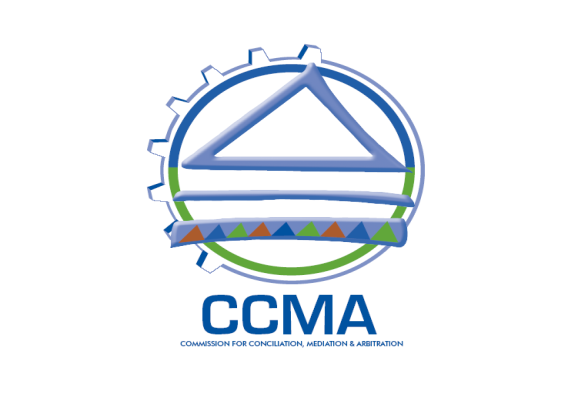 CCMA
COMMISSION FOR CONCILIATION, MEDIATION & ARBITRATION